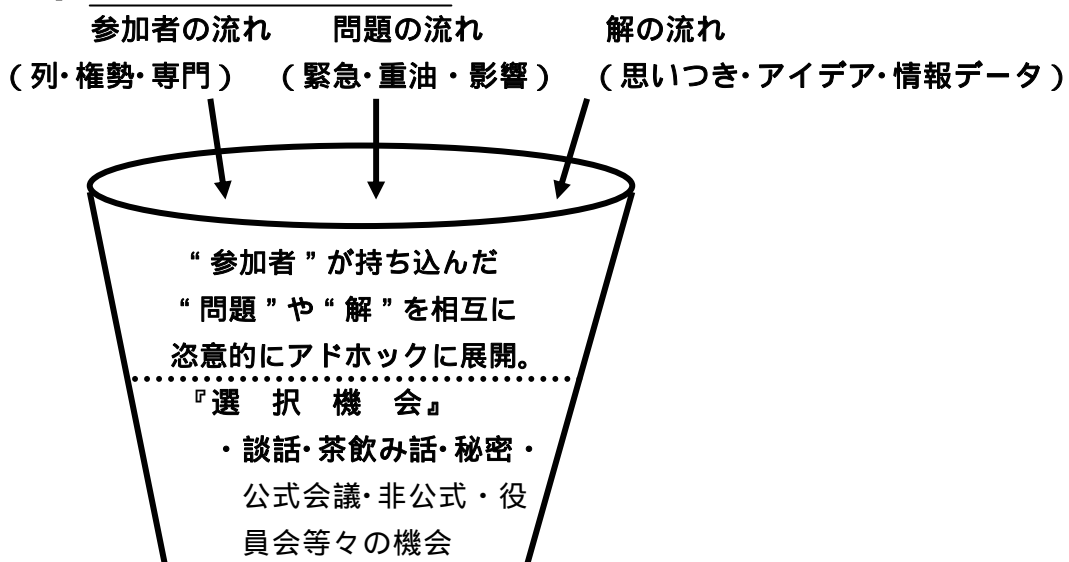 参加者の流れ　　問題の流れ　　　　解の流れ
（列・権勢・専門）　（緊急・重油・影響）　（思いつき・アイデア・情報データ）
“参加者”が持ち込んだ
“問題”や“解”を相互に
恣意的にアドホックに展開。
『選　択　機　会』
・談話・茶飲み話・秘密・
公式会議・非公式・役
員会等々の機会